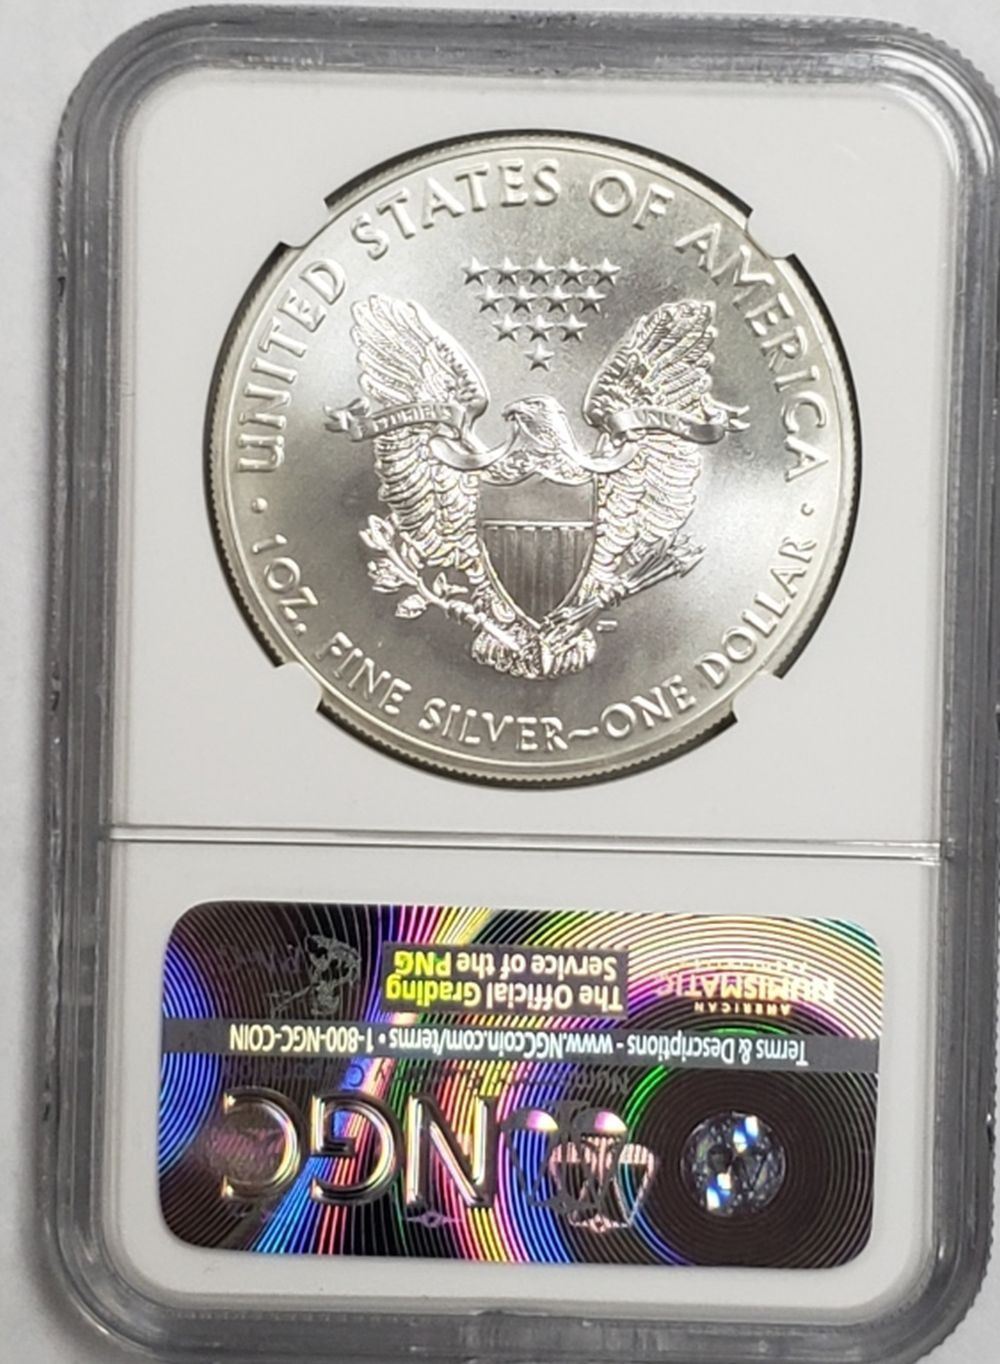 UNITED STATES OF AMERICA
PLURIBUS
UNUM
1 OZ. FINE SILVER~ONE DOLLAR
NGC
Terms & Descriptions - www.NGCcoin.com/terms • 1-800-NGC-COIN
AMERICAN
NUMISMATIC
The Official Grading
Service of the PNG